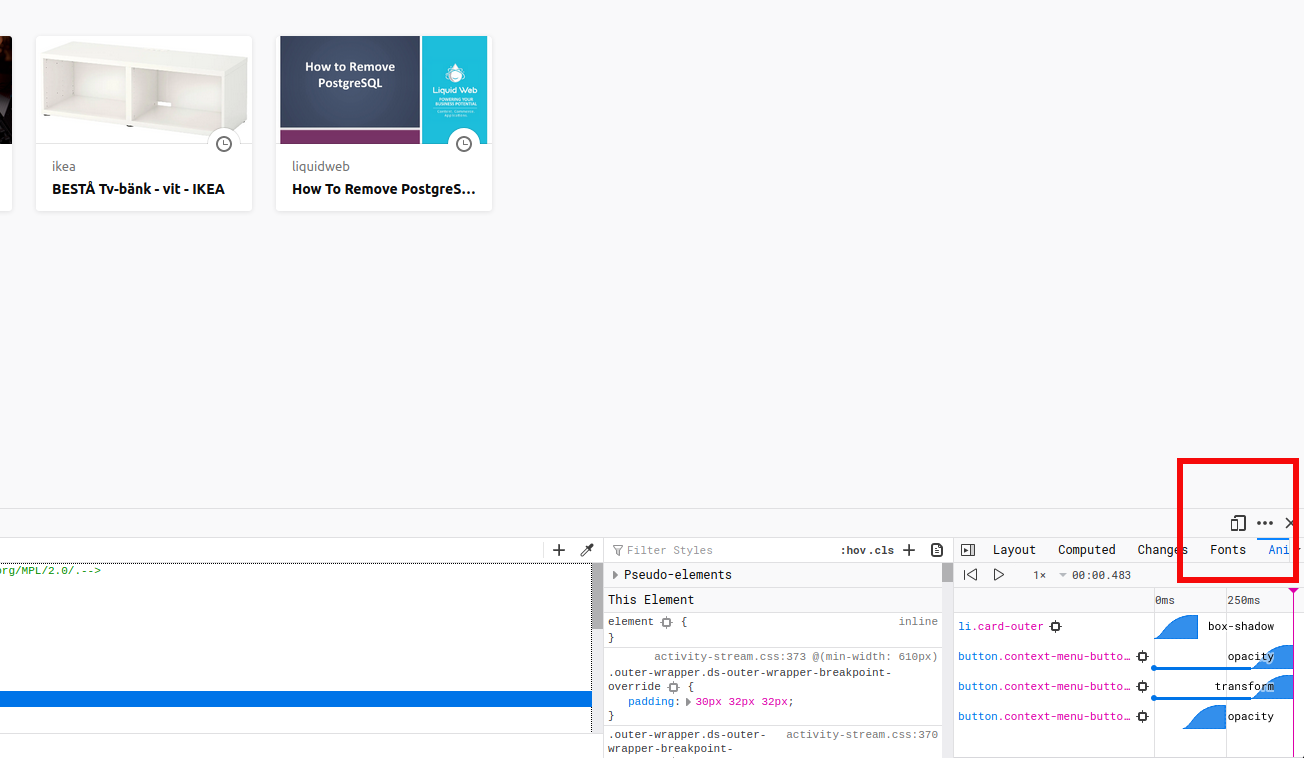 How to Remove
PostgreSQL
Liquid Web
POWERING YOUR
BUSINESS POTENTIAL
ikea
BESTÅ Tv-bänk - vit - IKEA
liquidweb
How To Remove PostgreS…
Filter Styles
:hov .cls
Layout
Computed
Changes
Fonts
Ani
org/MPL/2.0/.-->
Pseudo-elements
1×
00:00.483
This Element
0ms
250ms
element {
inline
}
li.card-outer
box-shadow
activity-stream.css:373 @(min-width: 610px)
button.context-menu-butto…
opacity
.outer-wrapper.ds-outer-wrapper-breakpoint-
override {
button.context-menu-butto…
transform
padding: 30px 32px 32px;
}
button.context-menu-butto…
opacity
.outer-wrapper.ds-outer-
activity-stream.css:370
wrapper-breakpoint-